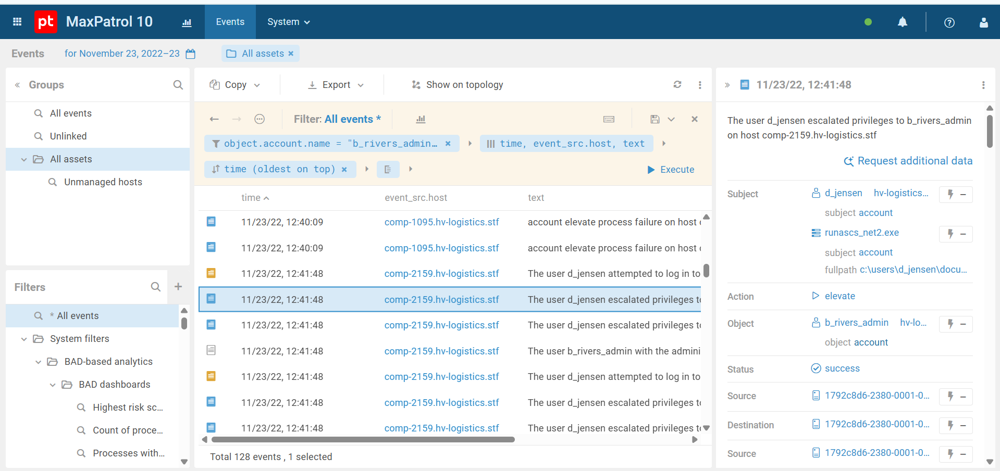 pt MaxPatrol 10 Events System
Events for November 23, 2022–23 All assets
Groups
All events
Unlinked
All assets
Unmanaged hosts
Filters
* All events
System filters
BAD-based analytics
BAD dashboards
Highest risk sc...
Count of proce...
Processes with...
Copy Export Show on topology
Filter: All events *
object.account.name = "b_rivers_admin... time, event_src.host, text
time (oldest on top) Execute
time event_src.host text
11/23/22, 12:40:09 comp-1095.hv-logistics.stf account elevate process failure on host
11/23/22, 12:40:09 comp-1095.hv-logistics.stf account elevate process failure on host
11/23/22, 12:41:48 comp-2159.hv-logistics.stf The user d_jensen attempted to log in to
11/23/22, 12:41:48 comp-2159.hv-logistics.stf The user d_jensen escalated privileges to
11/23/22, 12:41:48 comp-2159.hv-logistics.stf The user d_jensen escalated privileges to
11/23/22, 12:41:48 comp-2159.hv-logistics.stf The user b_rivers_admin with the admini
11/23/22, 12:41:48 comp-2159.hv-logistics.stf The user d_jensen attempted to log in to
11/23/22, 12:41:48 comp-2159.hv-logistics.stf The user d_jensen escalated privileges to
11/23/22, 12:41:48 comp-2159.hv-logistics.stf The user d_jensen escalated privileges to
Total 128 events , 1 selected
11/23/22, 12:41:48
The user d_jensen escalated privileges to b_rivers_admin
on host comp-2159.hv-logistics.stf
Request additional data
Subject d_jensen hv-logistics...
subject account
runascs_net2.exe
subject account
fullpath c:\users\d_jensen\docu...
Action elevate
Object b_rivers_admin hv-lo...
object account
Status success
Source 1792c8d6-2380-0001-0...
Destination 1792c8d6-2380-0001-0...
Source 1792c8d6-2380-0001-0...